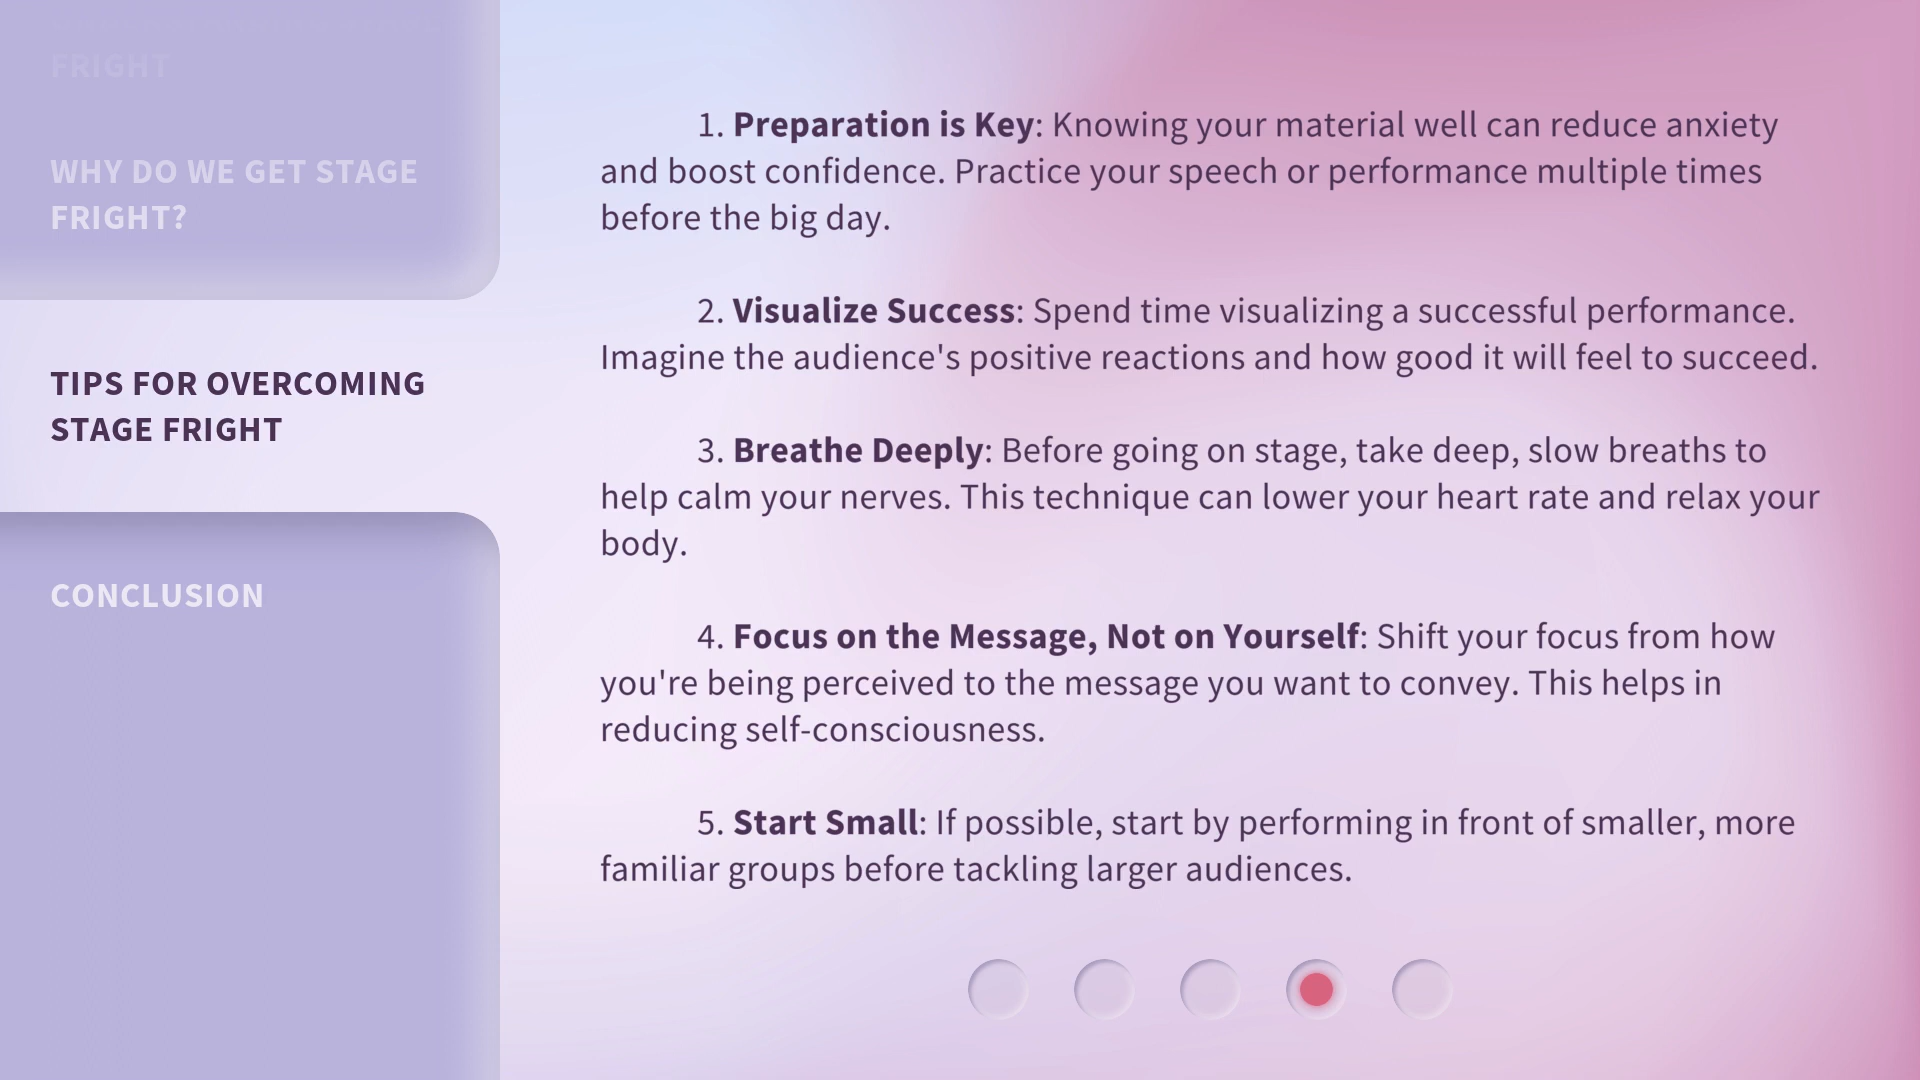 FRIGHT
WHY DO WE GET STAGE
FRIGHT?
TIPS FOR OVERCOMING
STAGE FRIGHT
CONCLUSION
1. Preparation is Key: Knowing your material well can reduce anxiety
and boost confidence. Practice your speech or performance multiple times
before the big day.
2. Visualize Success: Spend time visualizing a successful performance.
Imagine the audience's positive reactions and how good it will feel to succeed.
3. Breathe Deeply: Before going on stage, take deep, slow breaths to
help calm your nerves. This technique can lower your heart rate and relax your
body.
4. Focus on the Message, Not on Yourself: Shift your focus from how
you're being perceived to the message you want to convey. This helps in
reducing self-consciousness.
5. Start Small: If possible, start by performing in front of smaller, more
familiar groups before tackling larger audiences.